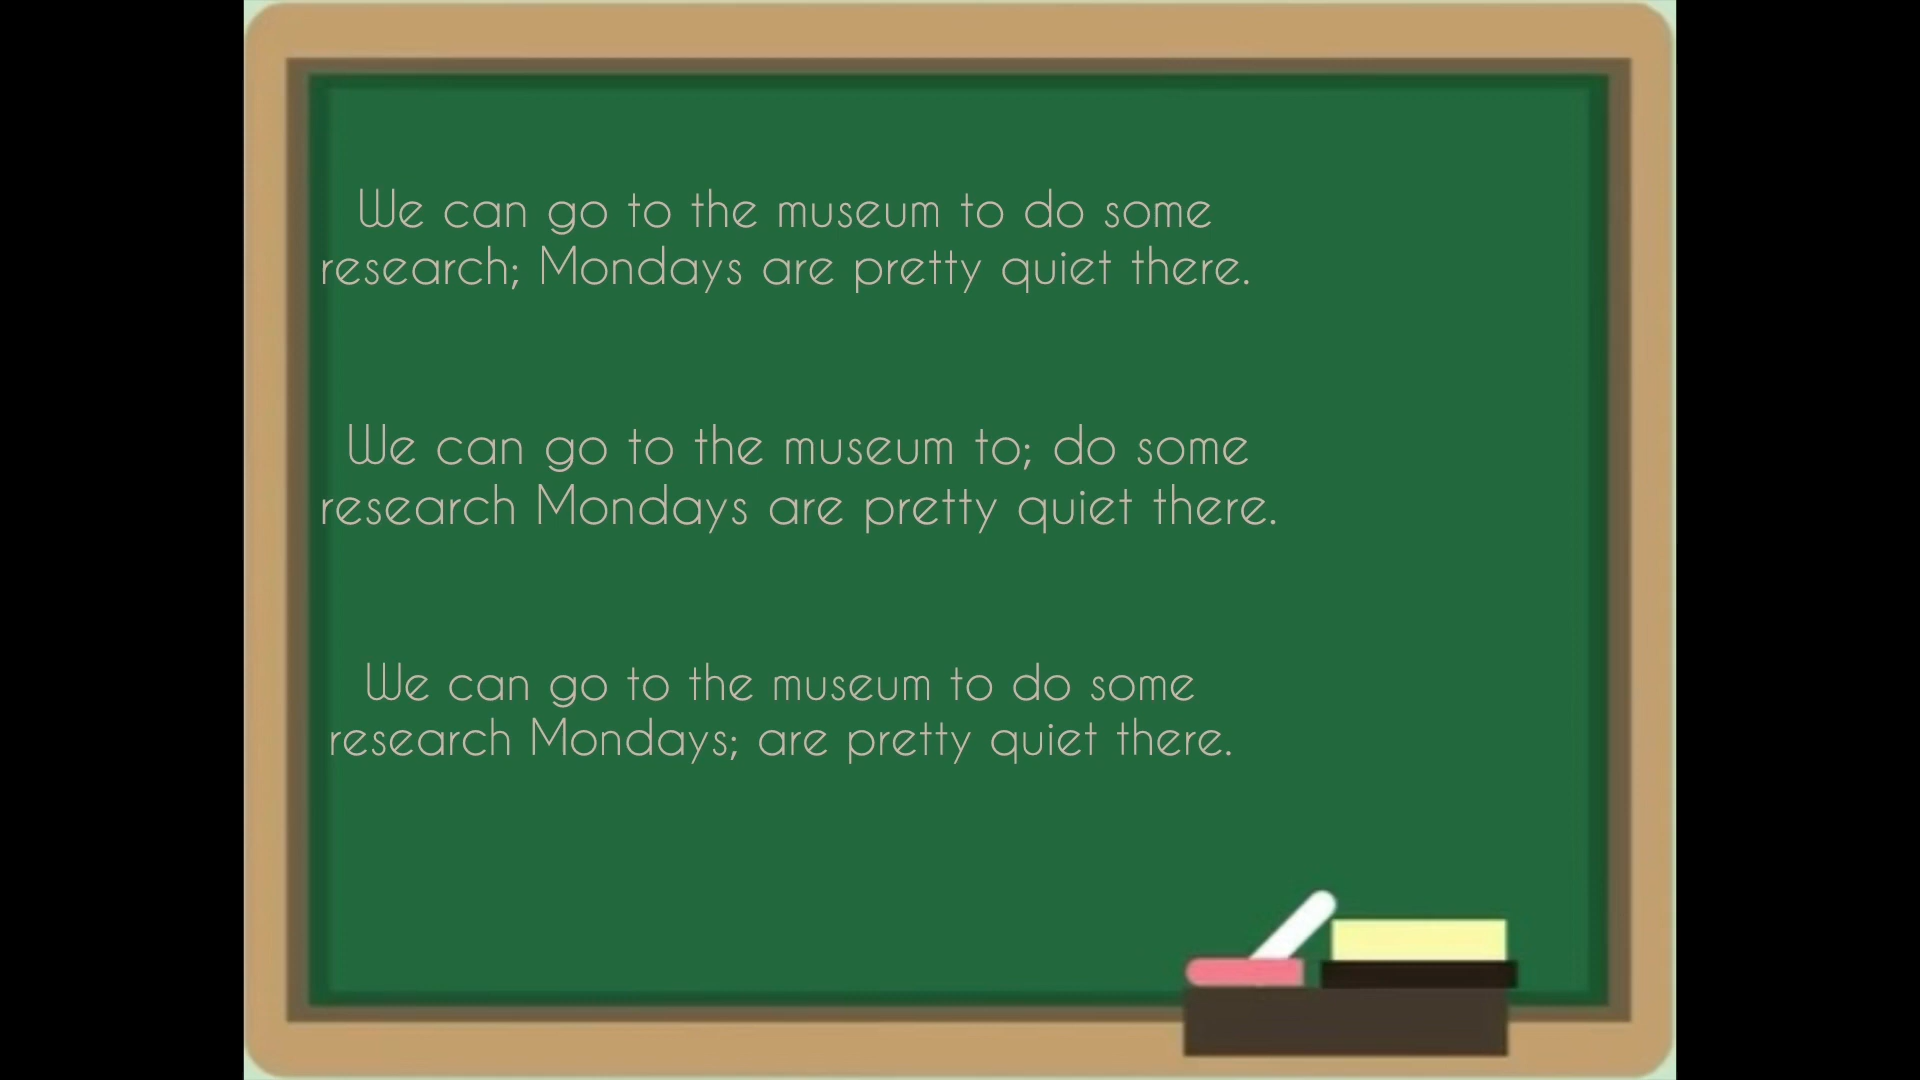 We can go to the museum to do some
research; Mondays are pretty quiet there.
We can go to the museum to; do some
research Mondays are pretty quiet there.
We can go to the museum to do some
research Mondays; are pretty quiet there.